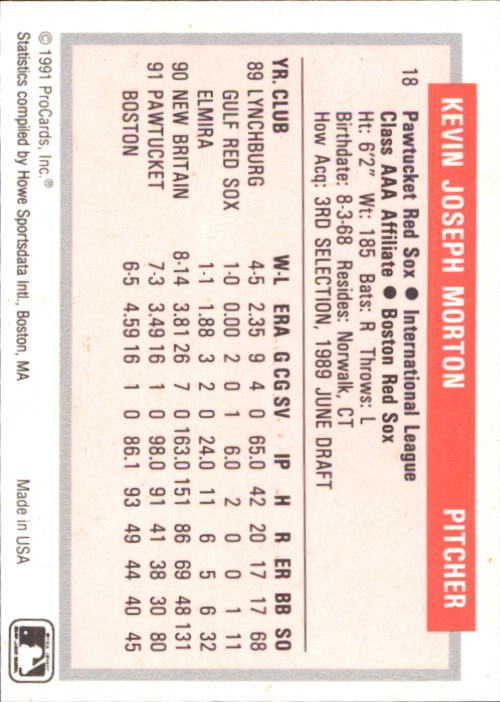 KEVIN JOSEPH MORTON PITCHER
18 Pawtucket Red Sox ● International League
Class AAA Affiliate ● Boston Red Sox
Ht: 6'2" Wt: 185 Bats: R Throws: L
Birthdate: 8-3-68 Resides: Norwalk, CT
How Acq: 3RD SELECTION, 1989 JUNE DRAFT
YR. CLUB W-L ERA G CG SV IP H R ER BB SO
89 LYNCHBURG 4-5 2.35 9 4 0 65.0 42 20 17 17 68
GULF RED SOX 1-0 0.00 2 0 1 6.0 2 0 0 1 11
ELMIRA 1-1 1.88 3 2 0 24.0 11 6 5 6 32
90 NEW BRITAIN 8-14 3.81 26 7 0 163.0 151 86 69 48 131
91 PAWTUCKET 7-3 3.49 16 1 0 98.0 91 41 38 30 80
BOSTON 6-5 4.59 16 1 0 86.1 93 49 44 40 45
© 1991 ProCards, Inc.®
Statistics compiled by Howe Sportsdata Intl., Boston, MA Made in USA